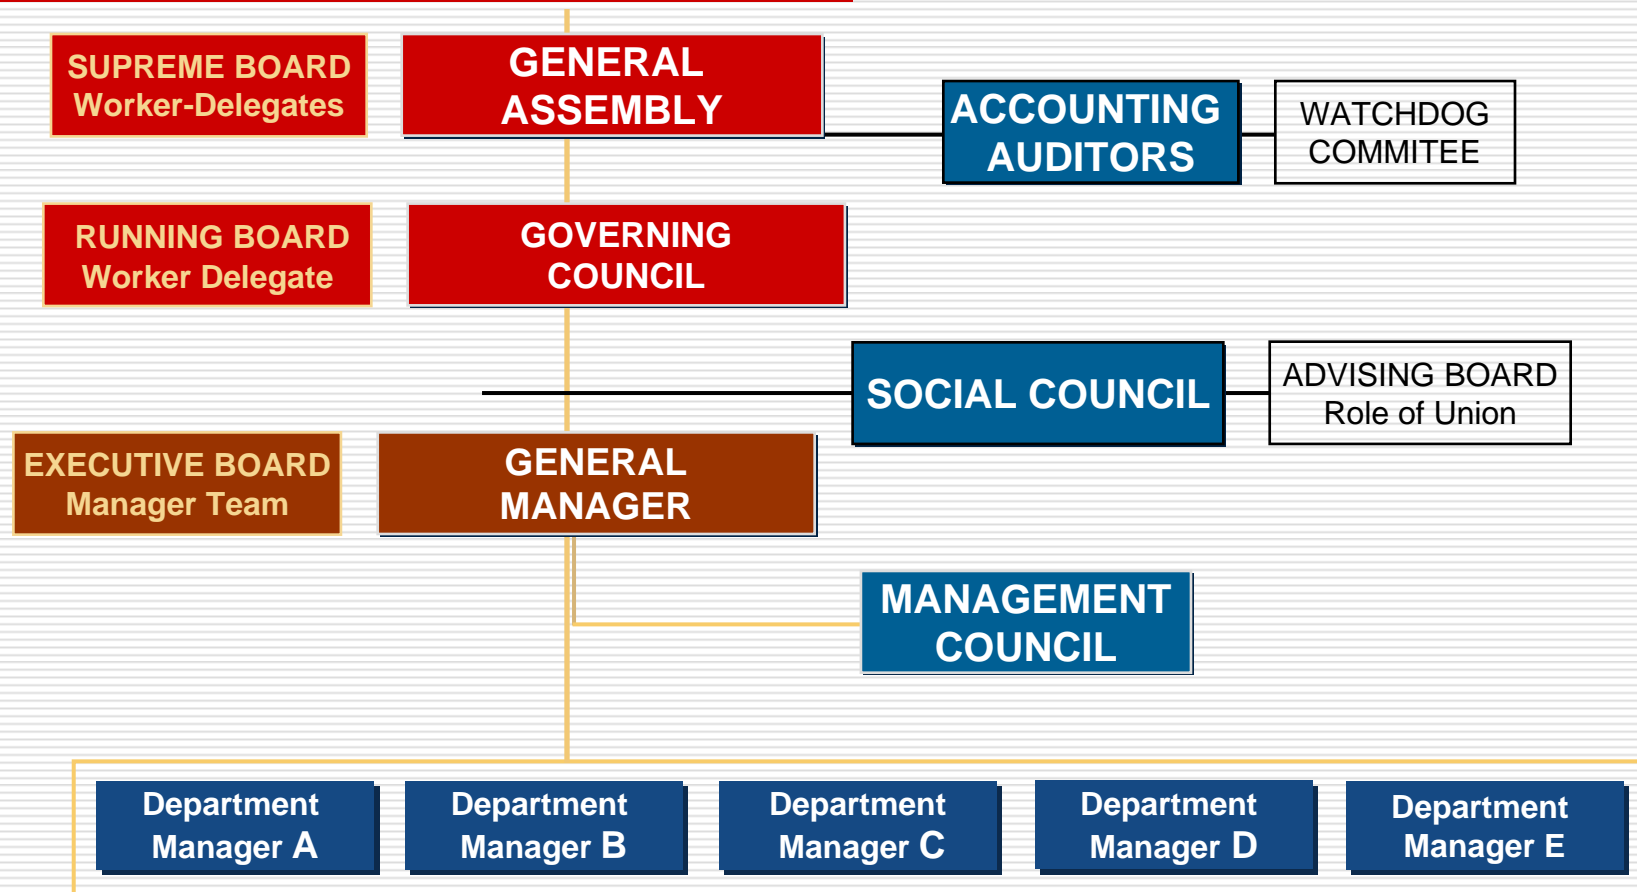 SUPREME BOARD
Worker-Delegates
GENERAL
ASSEMBLY
ACCOUNTING
AUDITORS
WATCHDOG
COMMITEE
RUNNING BOARD
Worker Delegate
GOVERNING
COUNCIL
SOCIAL COUNCIL
ADVISING BOARD
Role of Union
EXECUTIVE BOARD
Manager Team
GENERAL
MANAGER
MANAGEMENT
COUNCIL
Department
Manager A
Department
Manager B
Department
Manager C
Department
Manager D
Department
Manager E